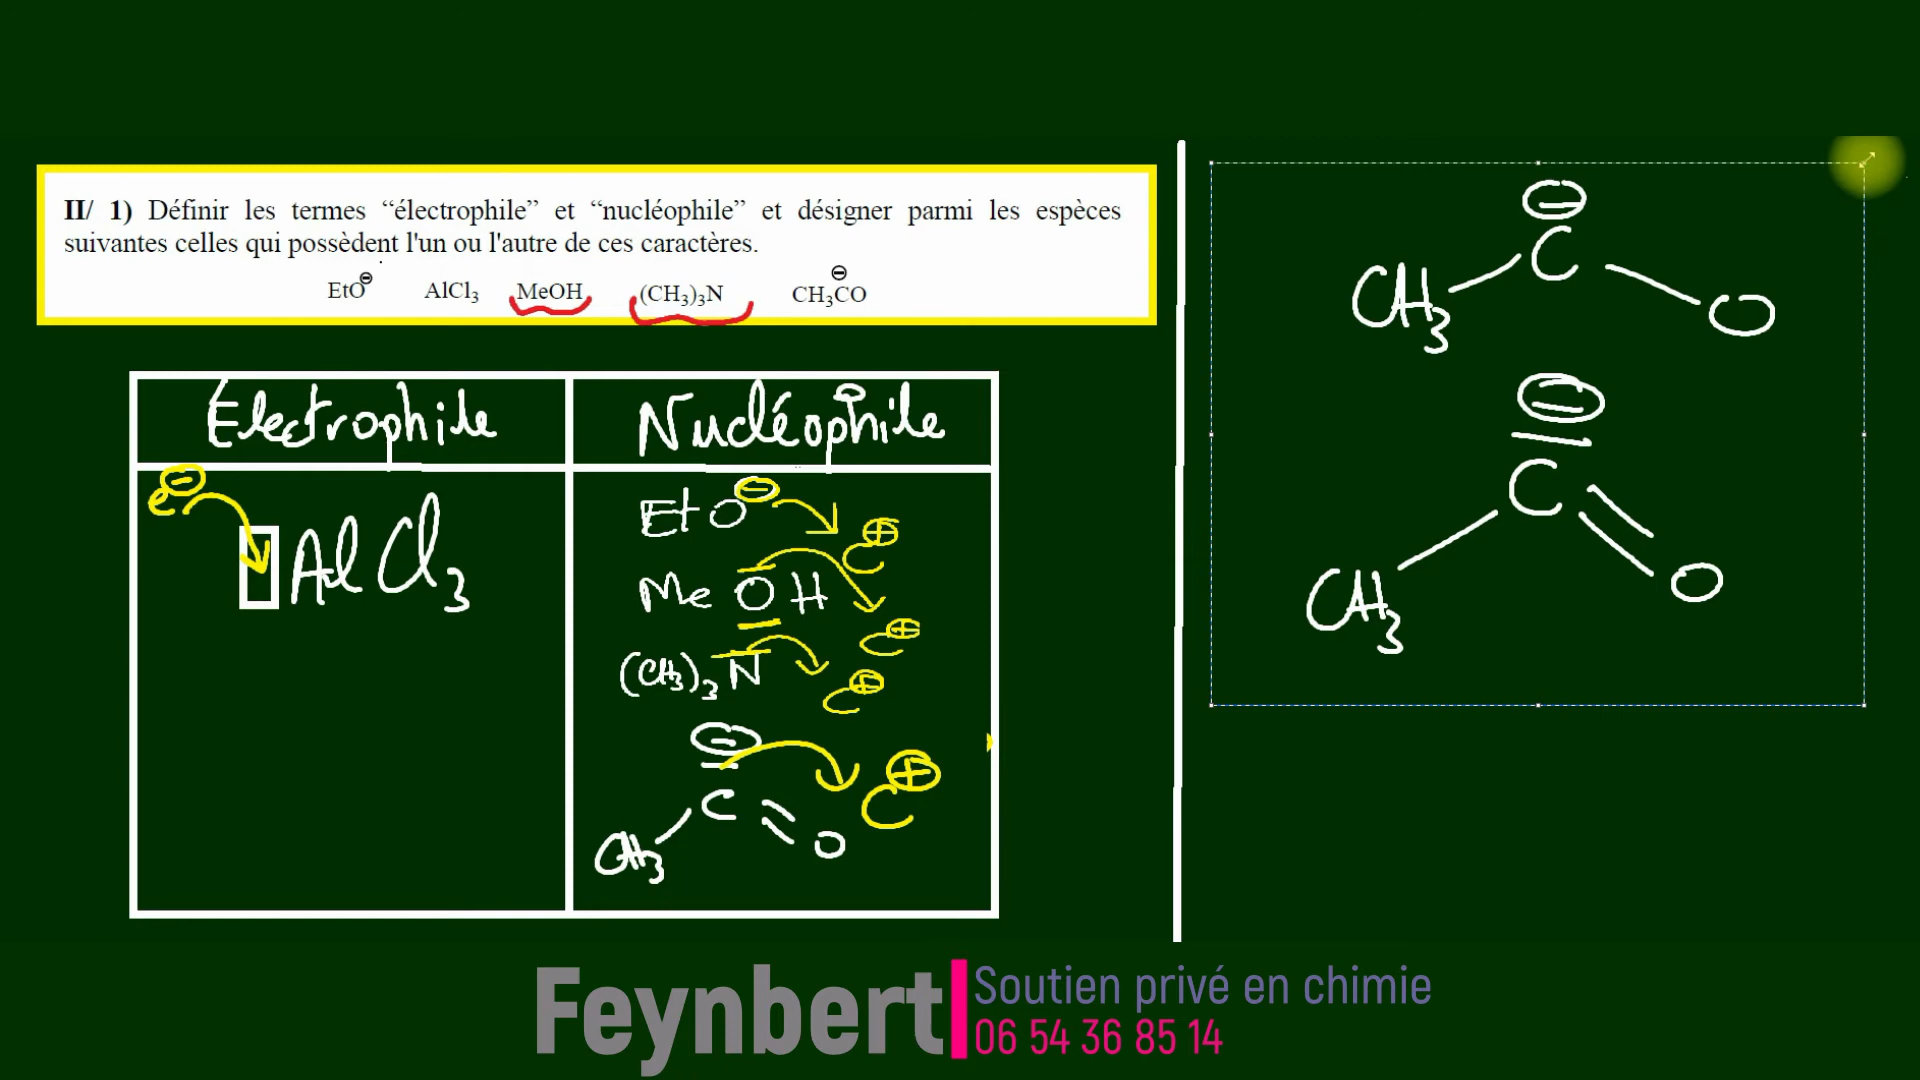 II/ 1) Définir les termes “électrophile” et “nucléophile” et désigner parmi les espèces
suivantes celles qui possèdent l'un ou l'autre de ces caractères.
EtO⊖ AlCl₃ MeOH (CH₃)₃N CH₃CO⊖
Électrophile Nucléophile
e⊖
AlCl₃
EtO⊖
C⊕
MeOH
C⊕
(CH₃)₃N
C⊕
⊖
C C⊕
CH₃ O
⊖
C
CH₃ O
⊖
C
CH₃ O
Feynbert
Soutien privé en chimie
06 54 36 85 14